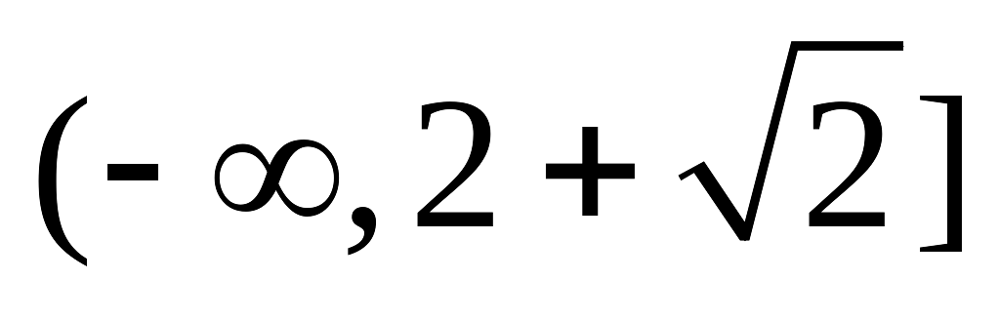 (- ∞, 2 + √2]